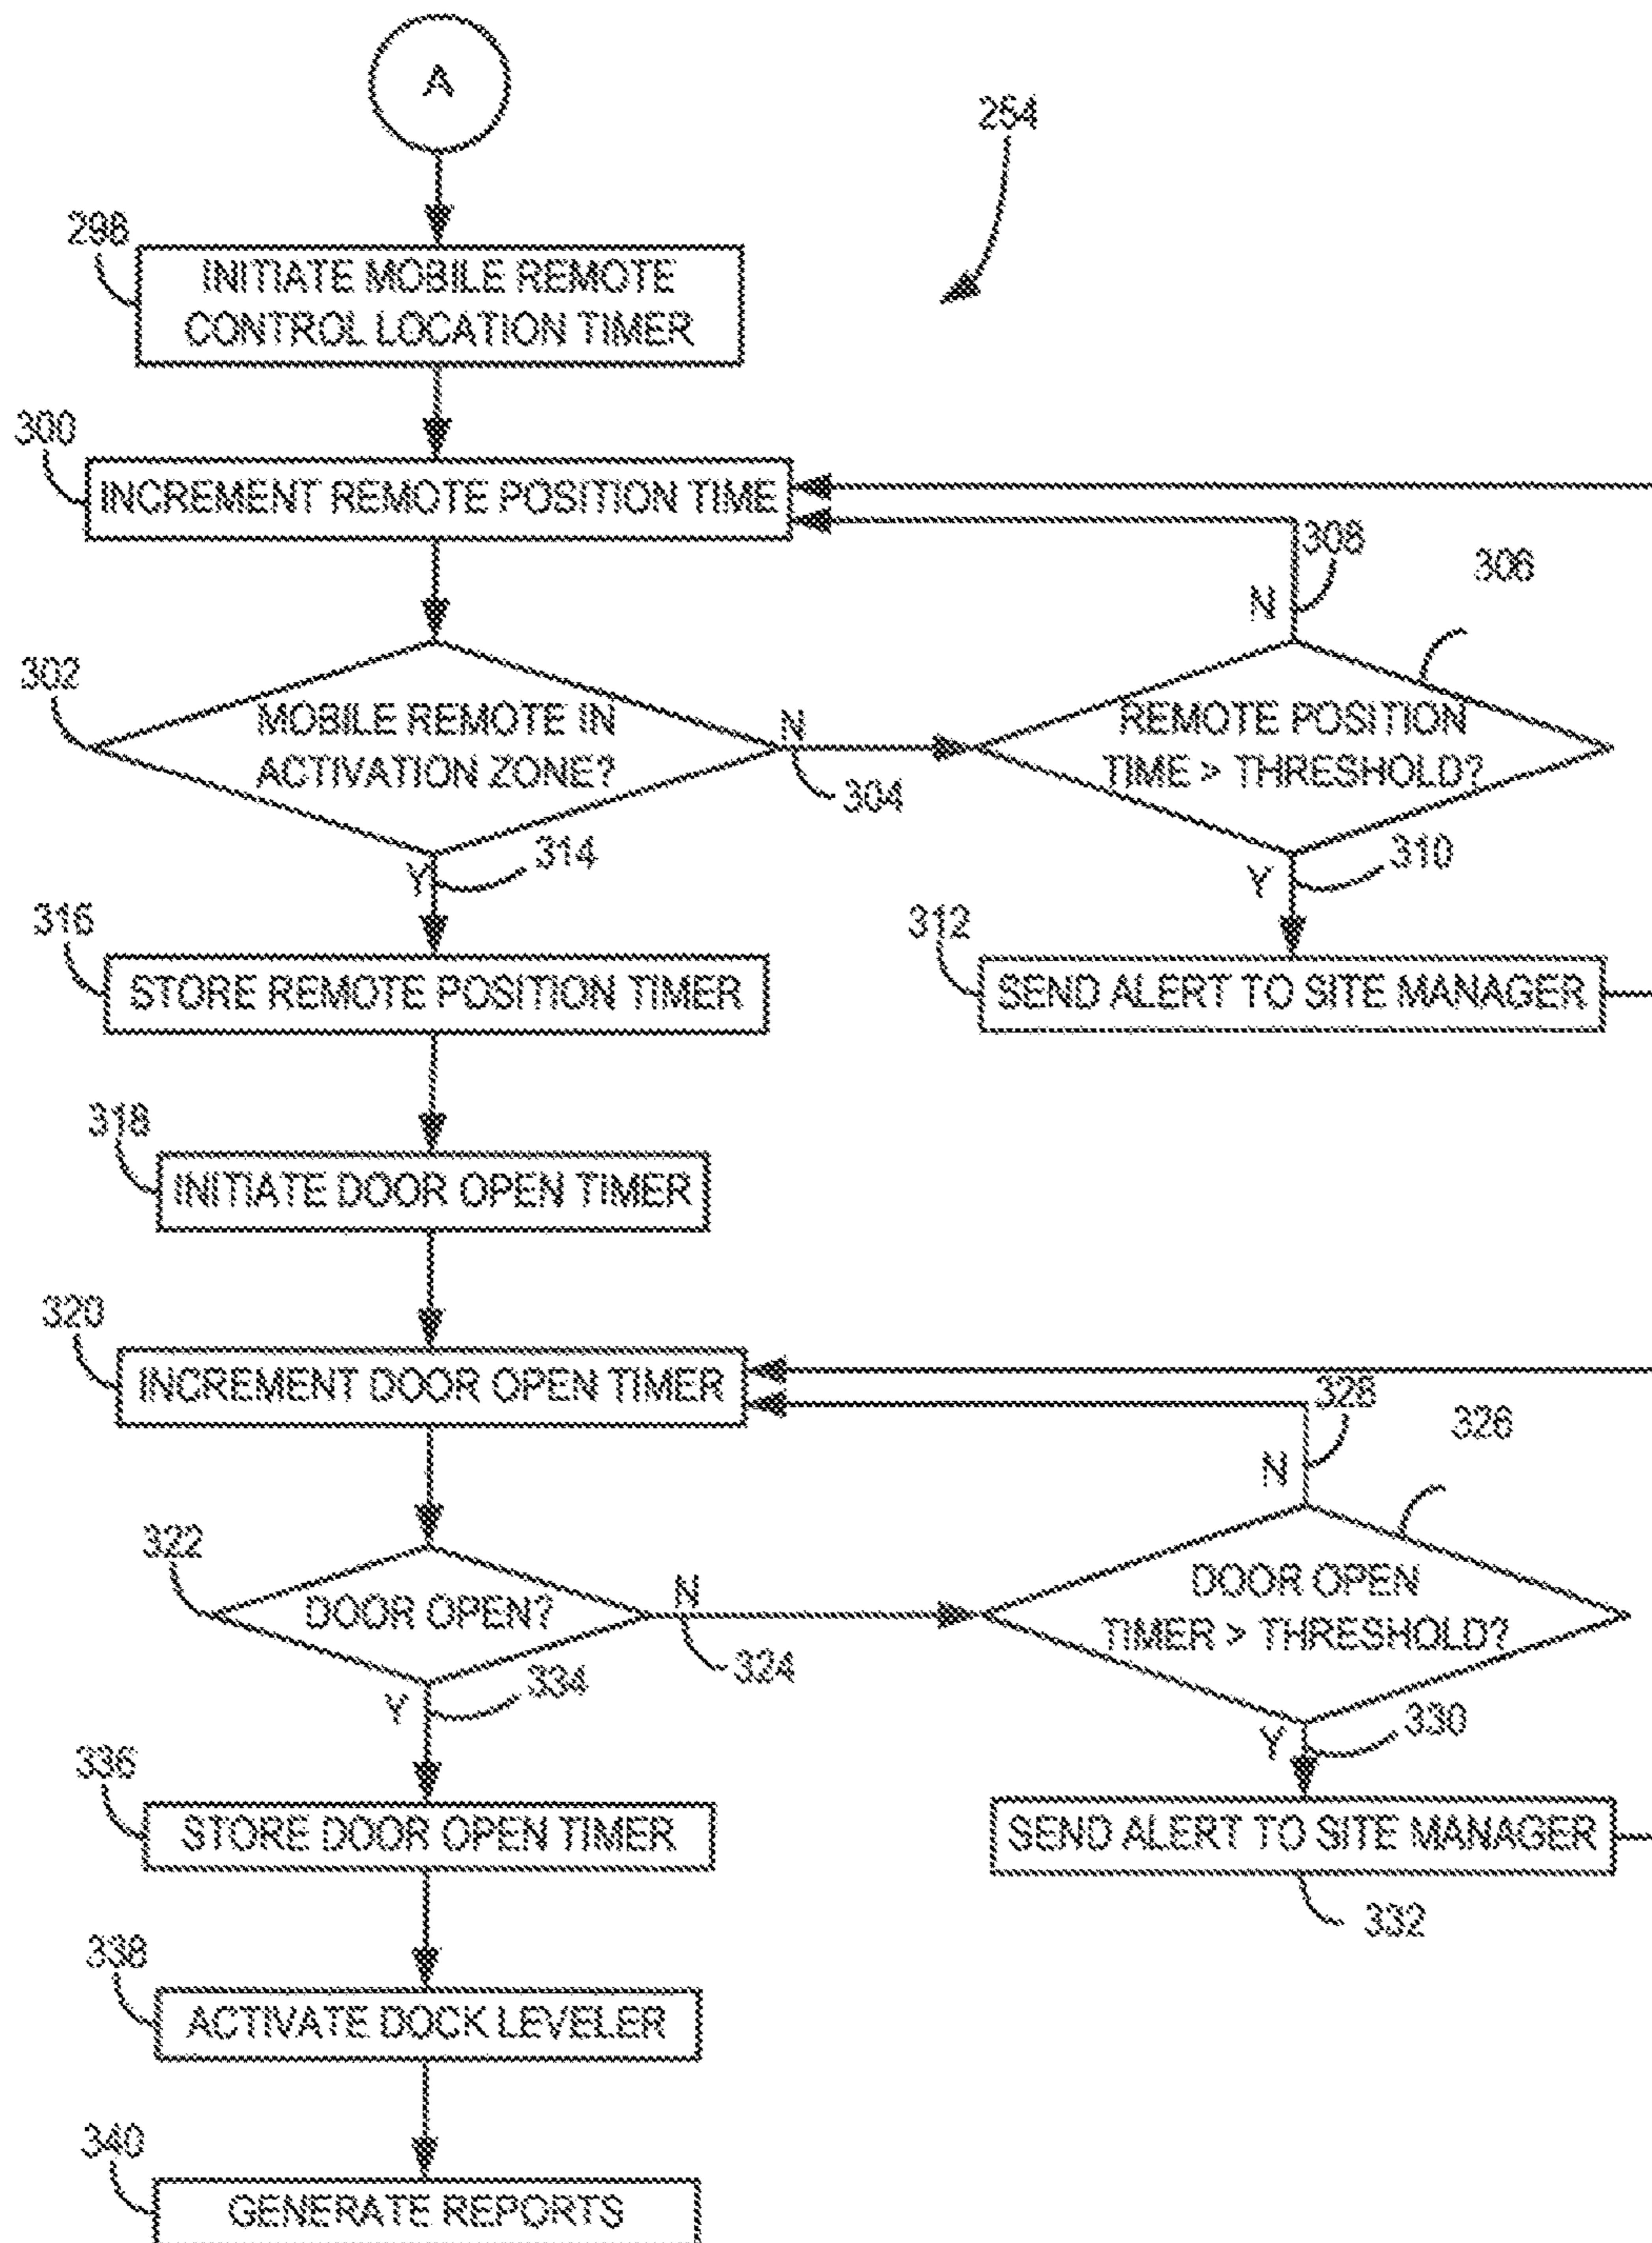 A
254
298
INITIATE MOBILE REMOTE
CONTROL LOCATION TIMER
300
INCREMENT REMOTE POSITION TIME
308
306
N
302
MOBILE REMOTE IN
ACTIVATION ZONE?
N
304
REMOTE POSITION
TIME > THRESHOLD?
314
Y
310
Y
316
STORE REMOTE POSITION TIMER
312
SEND ALERT TO SITE MANAGER
318
INITIATE DOOR OPEN TIMER
320
INCREMENT DOOR OPEN TIMER
328
326
N
322
DOOR OPEN?
N
324
DOOR OPEN
TIMER > THRESHOLD?
334
Y
330
Y
336
STORE DOOR OPEN TIMER
SEND ALERT TO SITE MANAGER
332
338
ACTIVATE DOCK LEVELER
340
GENERATE REPORTS